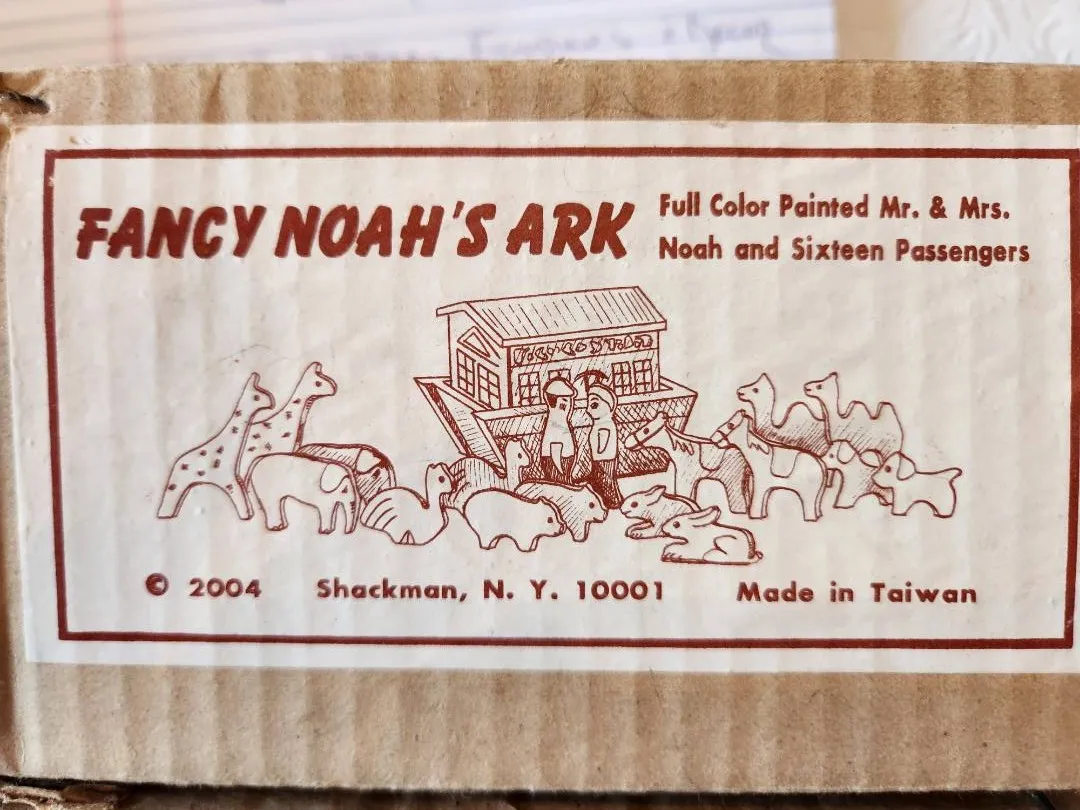 FANCY NOAH'S ARK
Full Color Painted Mr. & Mrs.
Noah and Sixteen Passengers
© 2004 Shackman, N. Y. 10001 Made in Taiwan